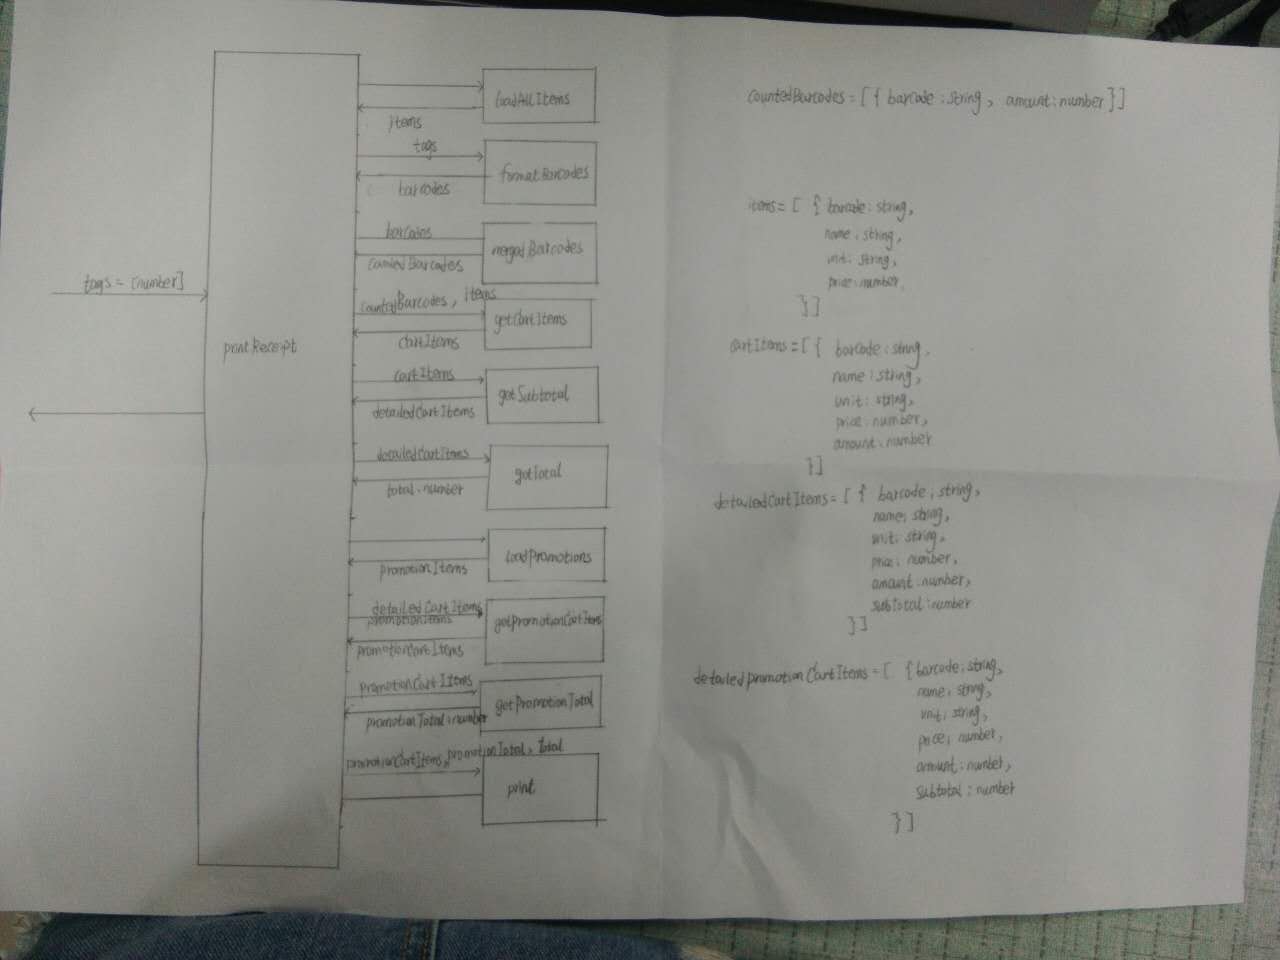 tags = [number]
printReceipt
loadAllItems
items
tags
formatBarcodes
barcodes
barcodes
mergedBarcodes
countedBarcodes
countedBarcodes, items
getCartItems
cartItems
cartItems
getSubtotal
detailedCartItems
detailedCartItems
getTotal
total:number
loadPromotions
promotionItems
detailedCartItems
promotionItems
getPromotionCartItems
promotionCartItems
promotionCartItems
getPromotionTotal
promotionTotal:number
promotionCartItems, promotionTotal, total
print
countedBarcodes = [ { barcode : string, amount : number } ]
items = [ { barcode : string,
name : string,
unit : string,
price : number,
} ]
cartItems = [ { barcode : string,
name : string,
unit : string,
price : number,
amount : number
} ]
detailedCartItems = [ { barcode : string,
name : string,
unit : string,
price : number,
amount : number,
subtotal : number
} ]
detailedpromotionCartItems = [ { barcode : string,
name : string,
unit : string,
price : number,
amount : number,
subtotal : number
} ]